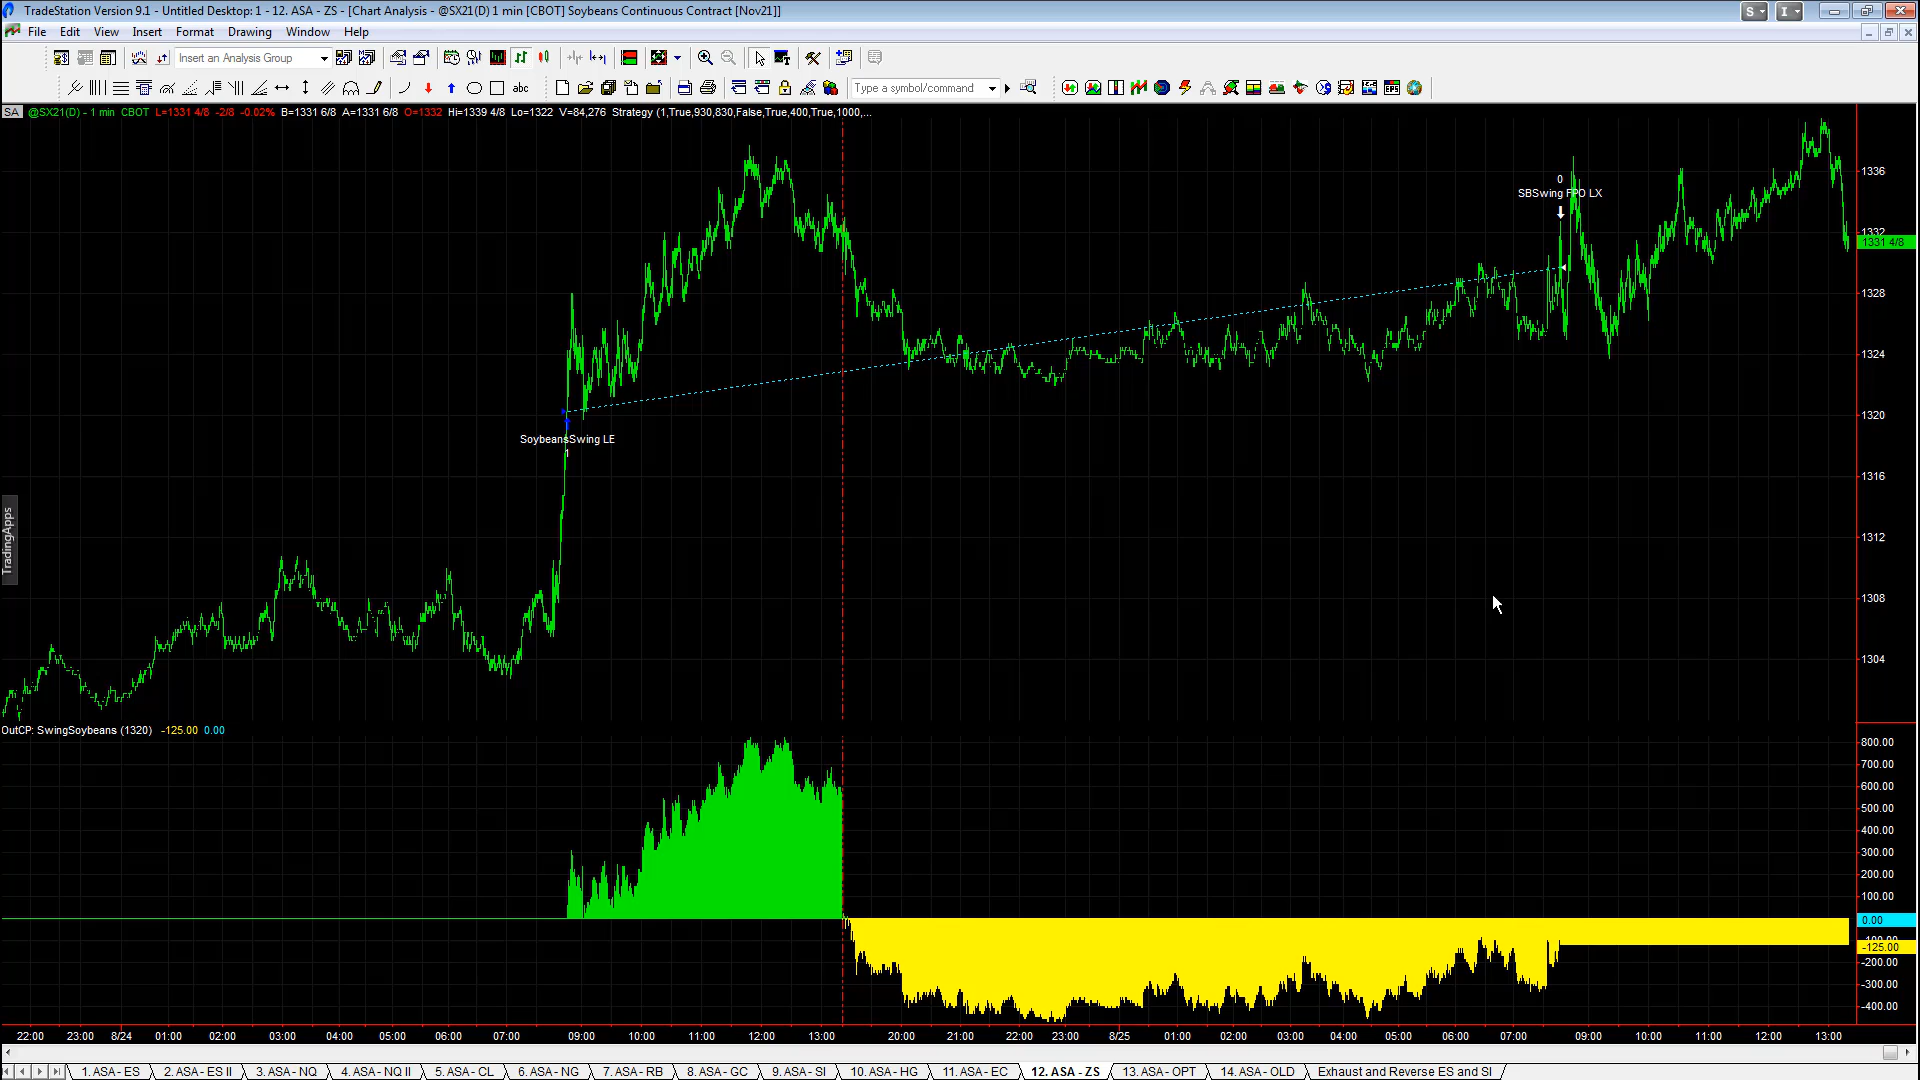 TradeStation Version 9.1 - Untitled Desktop: 1 - 12. ASA - ZS - [Chart Analysis - @SX21(D) 1 min [CBOT] Soybeans Continuous Contract [Nov21]]
S I
File Edit View Insert Format Drawing Window Help
Insert an Analysis Group
abc Type a symbol/command EPS
SA @SX21(D) - 1 min CBOT L=1331 4/8 -2/8 -0.02% B=1331 6/8 A=1331 6/8 O=1332 Hi=1339 4/8 Lo=1322 V=84,276 Strategy (1,True,930,830,False,True,400,True,1000,...
1336
0
SBSwing FPO LX
1332
1331 4/8
1328
1324
1320
SoybeansSwing LE
1
1316
1312
1308
1304
TradingApps
OutCP: SwingSoybeans (1320) -125.00 0.00
800.00
700.00
600.00
500.00
400.00
300.00
200.00
100.00
0.00
-125.00
-200.00
-300.00
-400.00
22:00 23:00 8/24 01:00 02:00 03:00 04:00 05:00 06:00 07:00 09:00 10:00 11:00 12:00 13:00 20:00 21:00 22:00 23:00 8/25 01:00 02:00 03:00 04:00 05:00 06:00 07:00 09:00 10:00 11:00 12:00 13:00
1. ASA - ES 2. ASA - ES II 3. ASA - NQ 4. ASA - NQ II 5. ASA - CL 6. ASA - NG 7. ASA - RB 8. ASA - GC 9. ASA - SI 10. ASA - HG 11. ASA - EC 12. ASA - ZS 13. ASA - OPT 14. ASA - OLD Exhaust and Reverse ES and SI